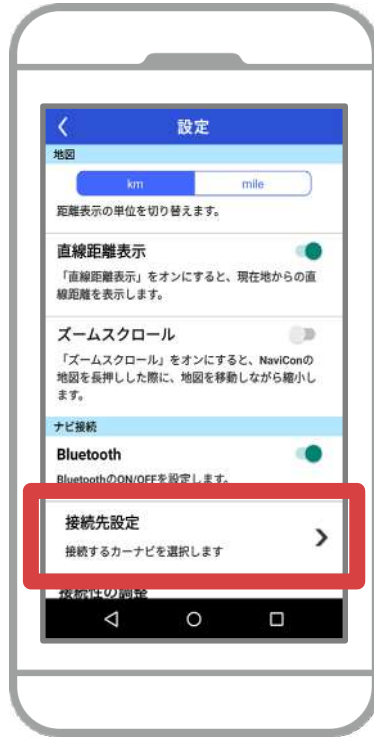 設定
地図
km mile
距離表示の単位を切り替えます。
直線距離表示
「直線距離表示」をオンにすると、現在地からの直
線距離を表示します。
ズームスクロール
「ズームスクロール」をオンにすると、NaviConの
地図を長押しした際に、地図を移動しながら縮小し
ます。
ナビ接続
Bluetooth
BluetoothのON/OFFを設定します。
接続先設定
接続するカーナビを選択します
接続性の調整